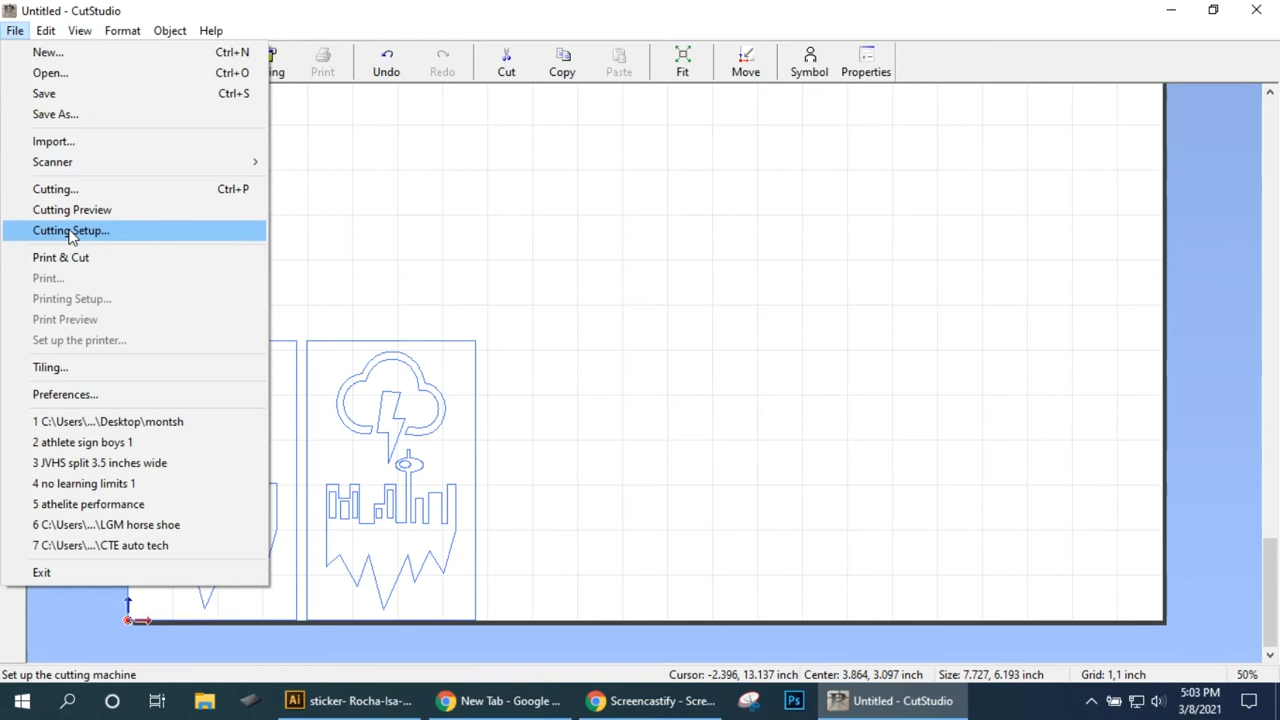 Untitled - CutStudio
File Edit View Format Object Help
New... Ctrl+N
Open... Ctrl+O
Save Ctrl+S
Save As...
Import...
Scanner
Cutting... Ctrl+P
Cutting Preview
Cutting Setup...
Print & Cut
Print...
Printing Setup...
Print Preview
Set up the printer...
Tiling...
Preferences...
1 C:\Users\...\Desktop\montsh
2 athlete sign boys 1
3 JVHS split 3.5 inches wide
4 no learning limits 1
5 athelite performance
6 C:\Users\...\LGM horse shoe
7 C:\Users\...\CTE auto tech
Exit
ng Print Undo Redo Cut Copy Paste Fit Move Symbol Properties
Set up the cutting machine Cursor: -2.396, 13.137 inch Center: 3.864, 3.097 inch Size: 7.727, 6.193 inch Grid: 1,1 inch 50%
Ai sticker- Rocha-Isa-... New Tab - Google ... Screencastify - Scre... Ps Untitled - CutStudio
5:03 PM
3/8/2021